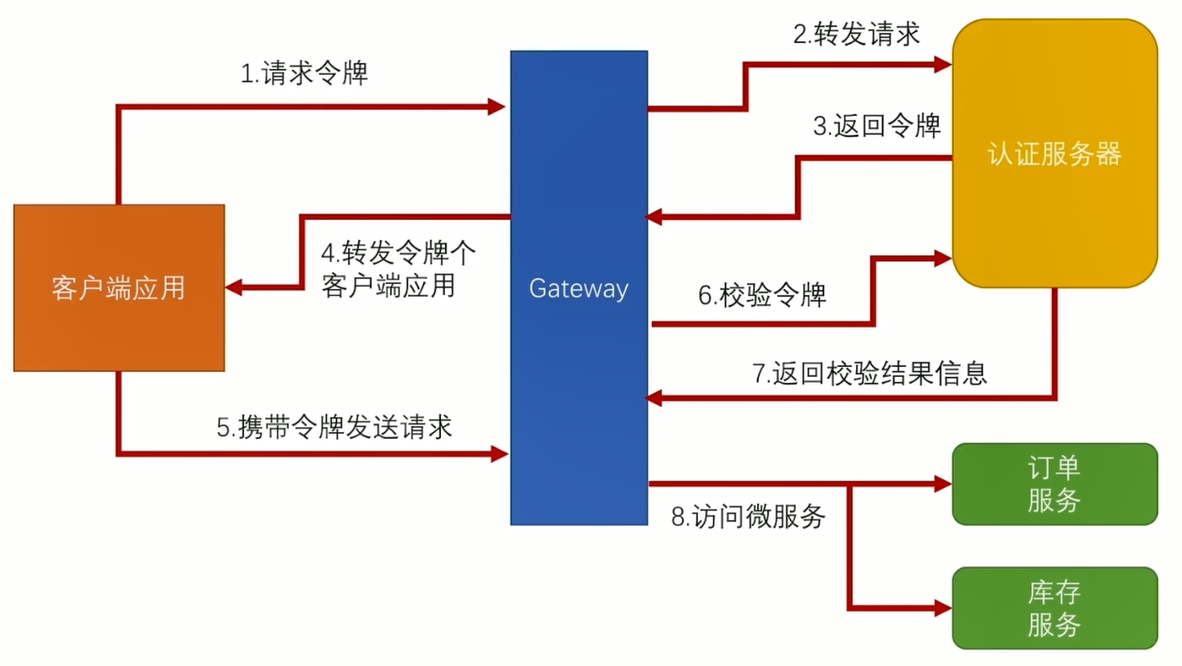 1.请求令牌
2.转发请求
3.返回令牌
认证服务器
4.转发令牌个
客户端应用
客户端应用
Gateway
6.校验令牌
7.返回校验结果信息
5.携带令牌发送请求
8.访问微服务
订单
服务
库存
服务